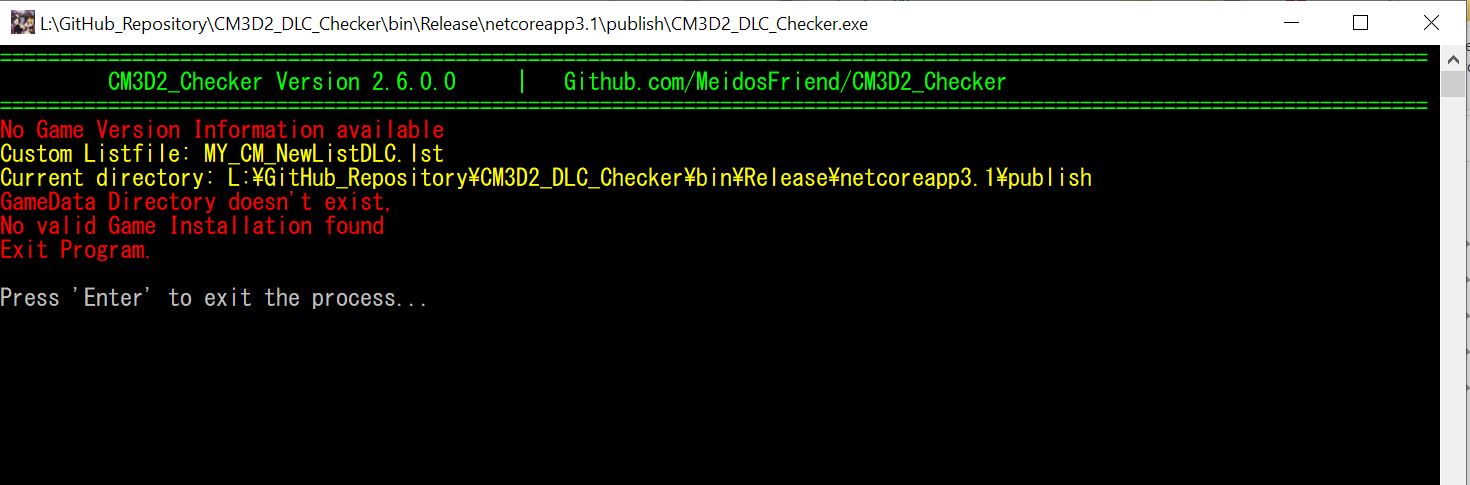 L:\GitHub_Repository\CM3D2_DLC_Checker\bin\Release\netcoreapp3.1\publish\CM3D2_DLC_Checker.exe
CM3D2_Checker Version 2.6.0.0 | Github.com/MeidosFriend/CM3D2_Checker
No Game Version Information available
Custom Listfile: MY_CM_NewListDLC.lst
Current directory: L:¥GitHub_Repository¥CM3D2_DLC_Checker¥bin¥Release¥netcoreapp3.1¥publish
GameData Directory doesn't exist,
No valid Game Installation found
Exit Program.
Press 'Enter' to exit the process...